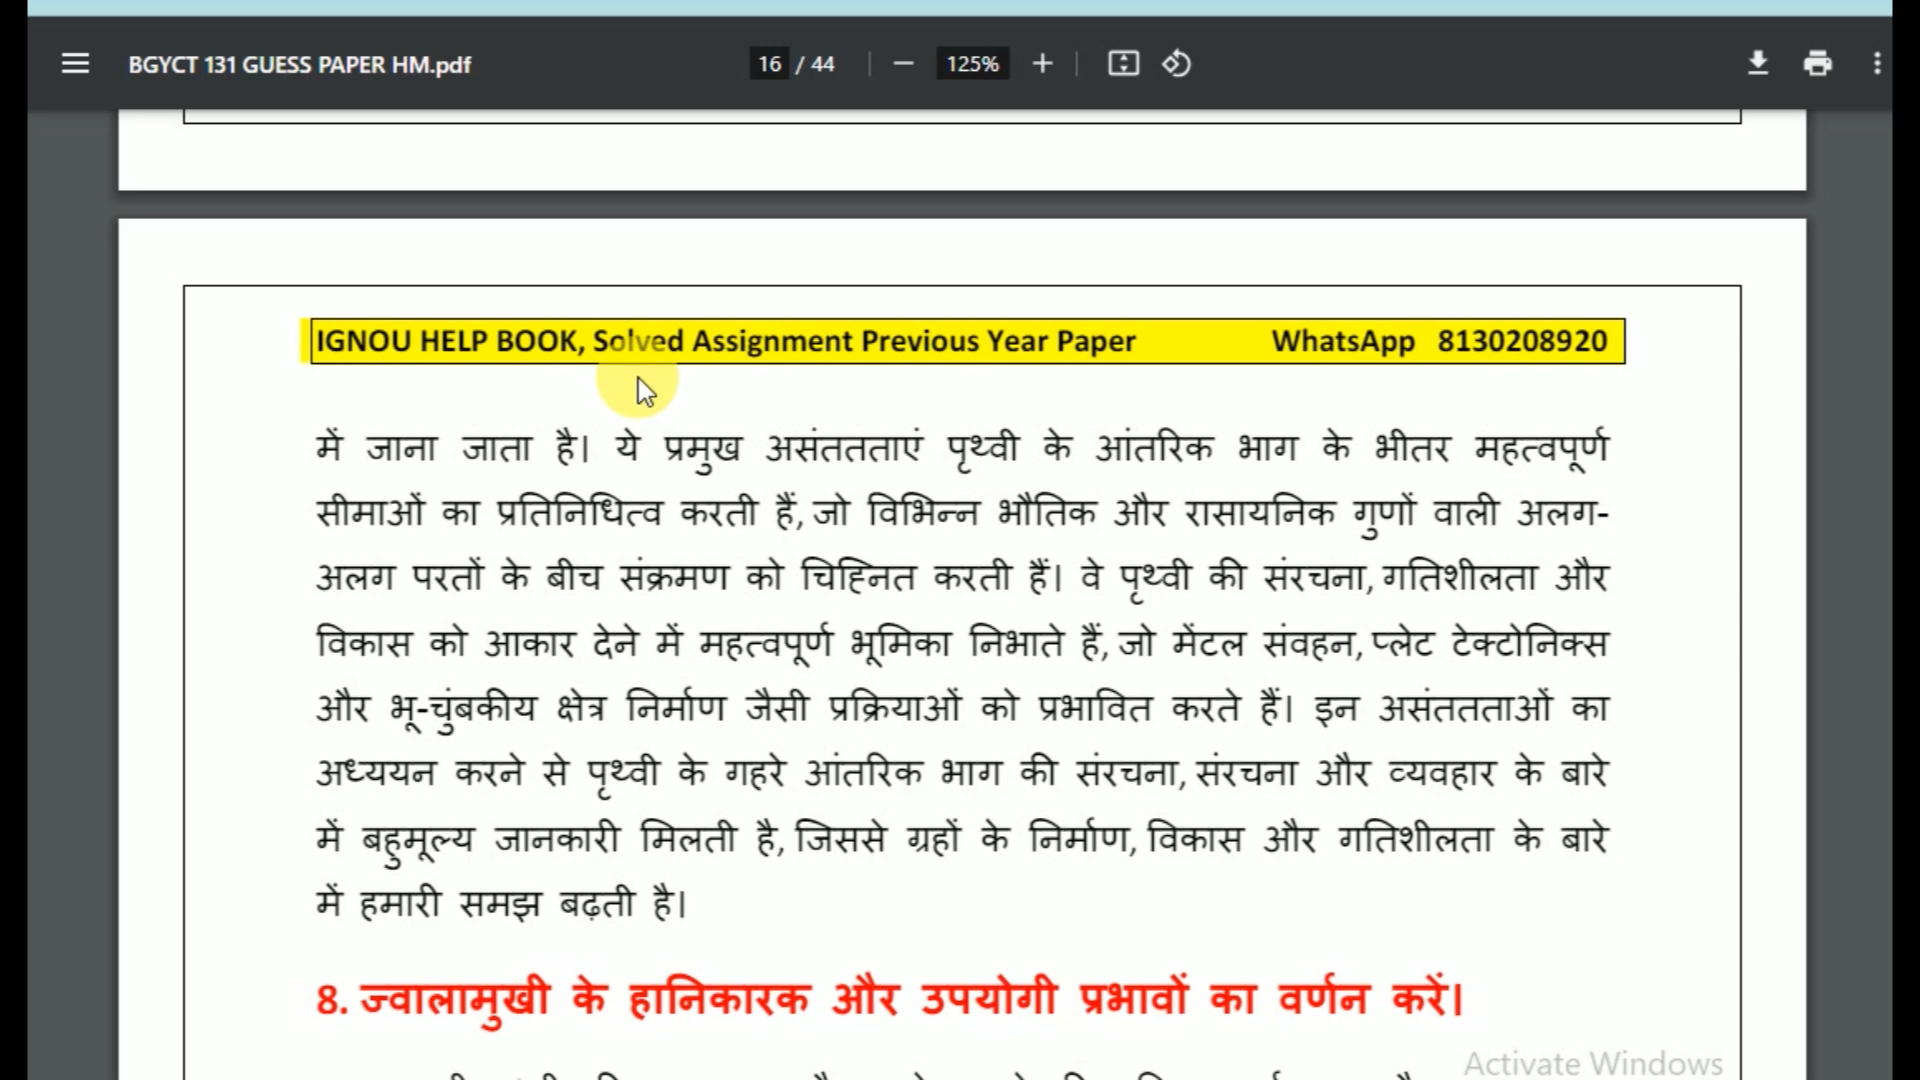 BGYCT 131 GUESS PAPER HM.pdf 16 / 44 125%
IGNOU HELP BOOK, Solved Assignment Previous Year Paper WhatsApp 8130208920
में जाना जाता है। ये प्रमुख असंततताएं पृथ्वी के आंतरिक भाग के भीतर महत्वपूर्ण
सीमाओं का प्रतिनिधित्व करती हैं, जो विभिन्न भौतिक और रासायनिक गुणों वाली अलग-
अलग परतों के बीच संक्रमण को चिह्नित करती हैं। वे पृथ्वी की संरचना, गतिशीलता और
विकास को आकार देने में महत्वपूर्ण भूमिका निभाते हैं, जो मेंटल संवहन, प्लेट टेक्टोनिक्स
और भू-चुंबकीय क्षेत्र निर्माण जैसी प्रक्रियाओं को प्रभावित करते हैं। इन असंततताओं का
अध्ययन करने से पृथ्वी के गहरे आंतरिक भाग की संरचना, संरचना और व्यवहार के बारे
में बहुमूल्य जानकारी मिलती है, जिससे ग्रहों के निर्माण, विकास और गतिशीलता के बारे
में हमारी समझ बढ़ती है।
8. ज्वालामुखी के हानिकारक और उपयोगी प्रभावों का वर्णन करें।
Activate Windows